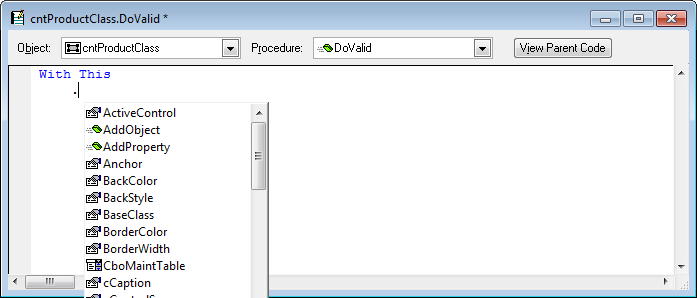 cntProductClass.DoValid *
Object: cntProductClass Procedure: DoValid View Parent Code
With This
.
ActiveControl
AddObject
AddProperty
Anchor
BackColor
BackStyle
BaseClass
BorderColor
BorderWidth
CboMaintTable
cCaption